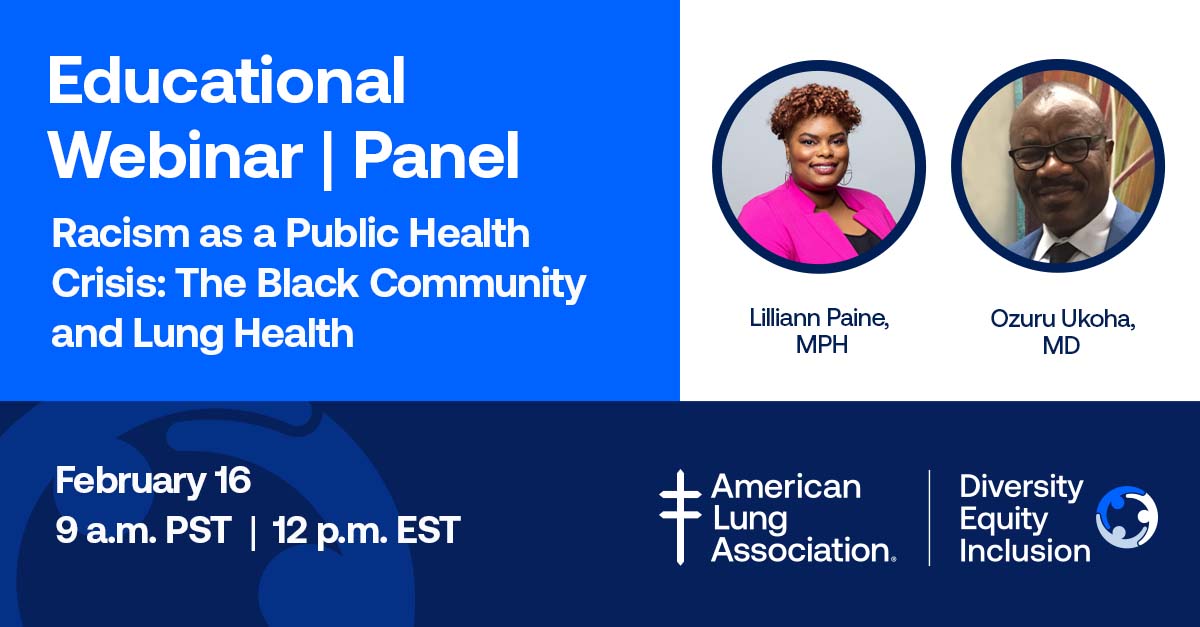 Educational
Webinar | Panel
Racism as a Public Health
Crisis: The Black Community
and Lung Health
Lilliann Paine,
MPH
Ozuru Ukoha,
MD
February 16
9 a.m. PST | 12 p.m. EST
American
Lung
Association®
Diversity
Equity
Inclusion